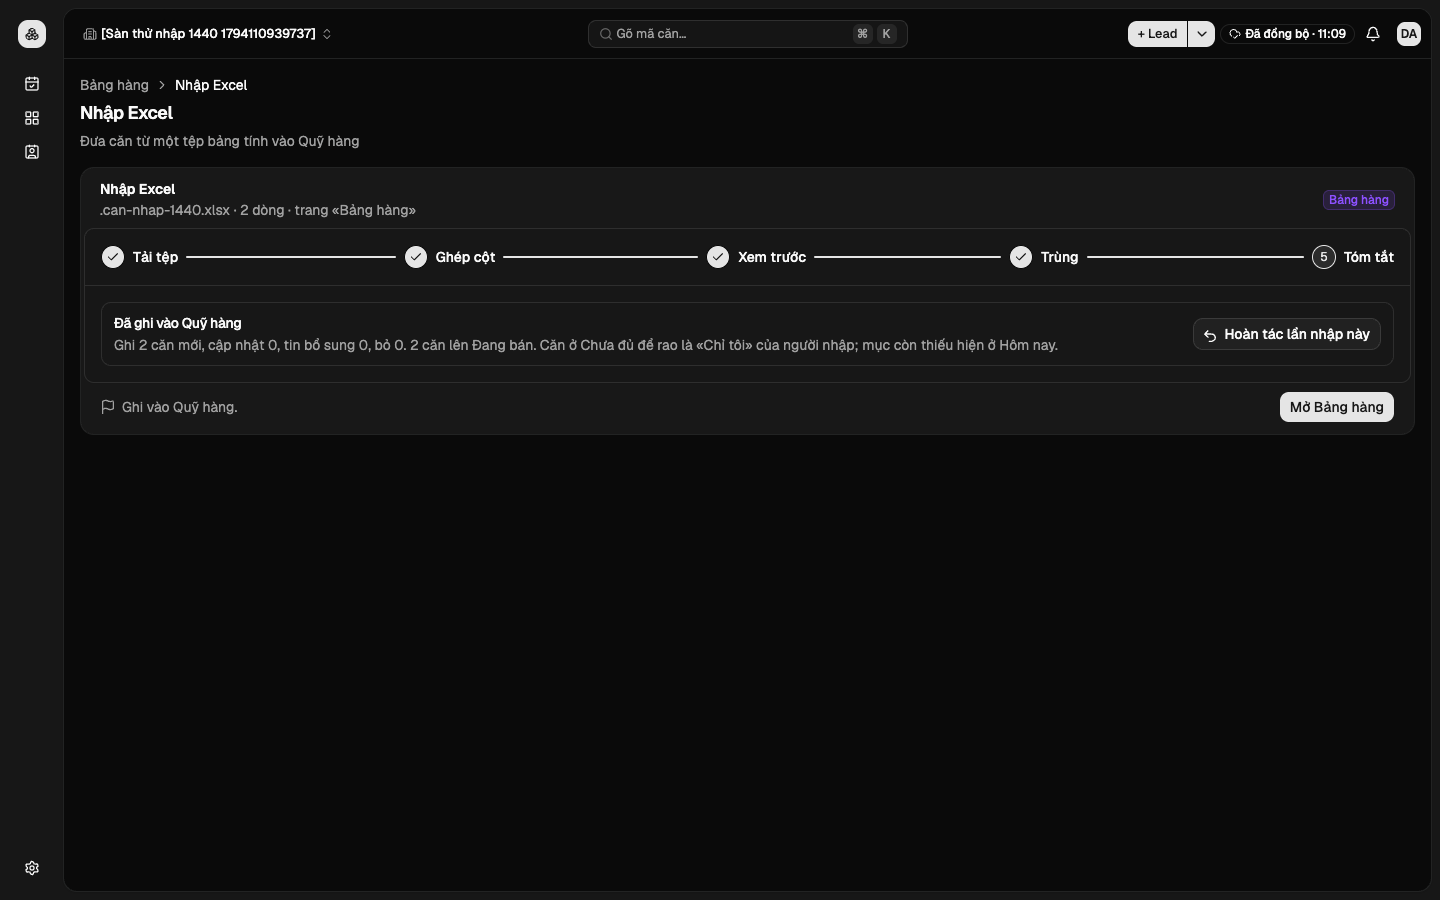 [Sàn thử nhập 1440 1794110939737]
Gõ mã căn...
⌘ K
+ Lead
Đã đồng bộ · 11:09
DA
Bảng hàng > Nhập Excel
Nhập Excel
Đưa căn từ một tệp bảng tính vào Quỹ hàng
Nhập Excel
.can-nhap-1440.xlsx · 2 dòng · trang «Bảng hàng»
Bảng hàng
Tải tệp
Ghép cột
Xem trước
Trùng
5 Tóm tắt
Đã ghi vào Quỹ hàng
Ghi 2 căn mới, cập nhật 0, tin bổ sung 0, bỏ 0. 2 căn lên Đang bán. Căn ở Chưa đủ để rao là «Chỉ tôi» của người nhập; mục còn thiếu hiện ở Hôm nay.
Hoàn tác lần nhập này
Ghi vào Quỹ hàng.
Mở Bảng hàng